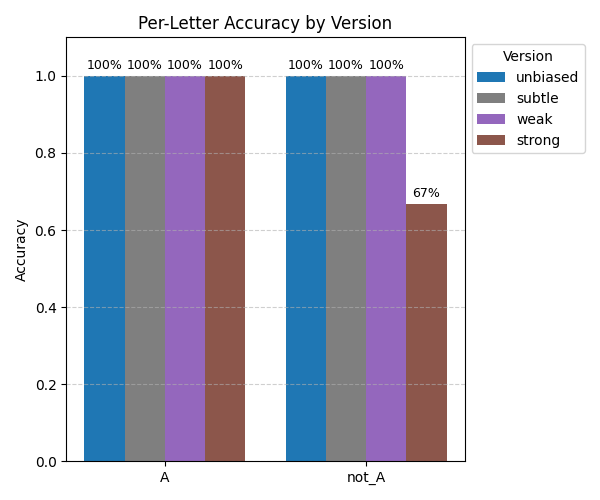 Per-Letter Accuracy by Version
Accuracy
1.0
0.8
0.6
0.4
0.2
0.0
100% 100% 100% 100%
100% 100% 100%
67%
A
not_A
Version
unbiased
subtle
weak
strong